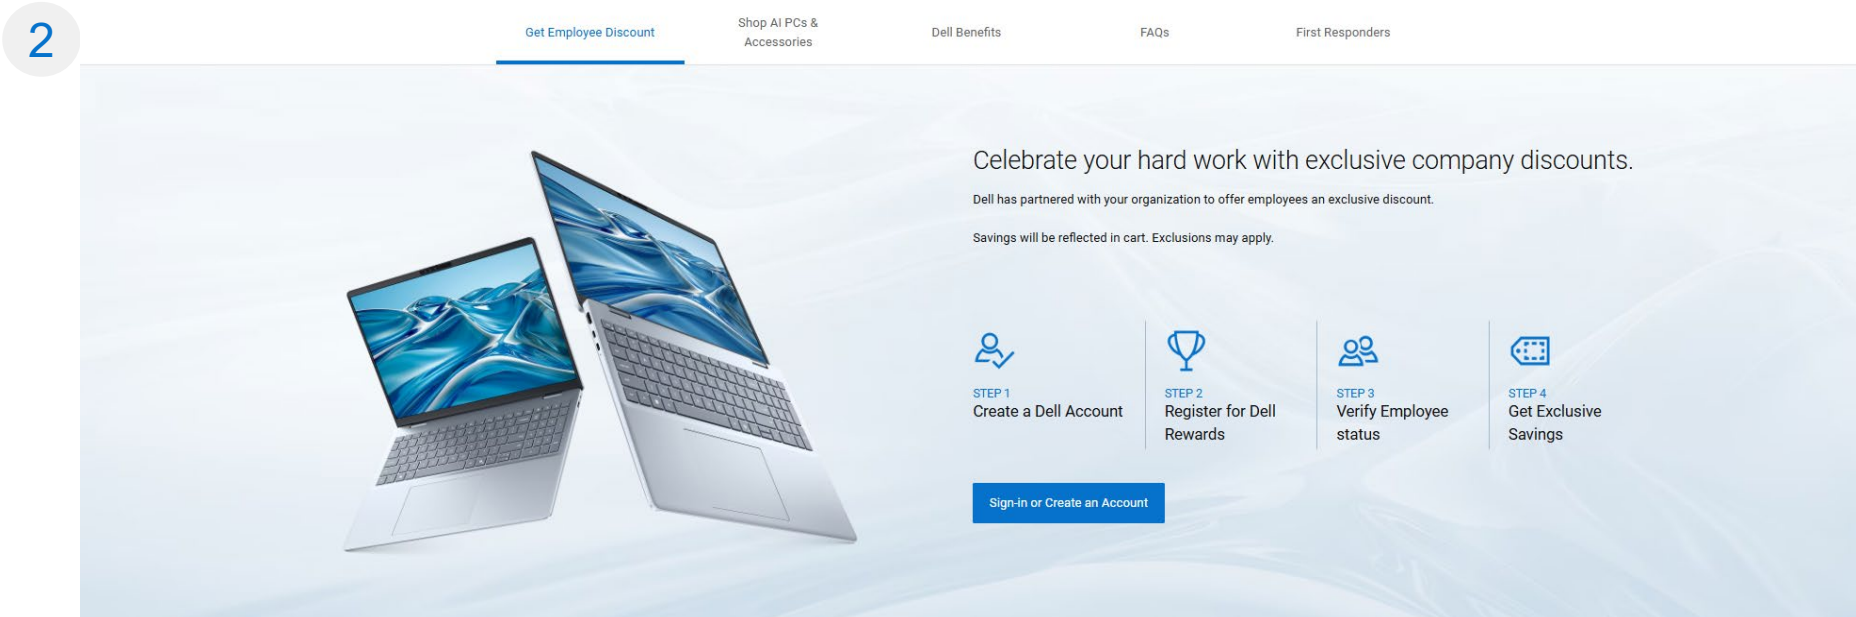 2
Get Employee Discount
Shop AI PCs &
Accessories
Dell Benefits
FAQs
First Responders
Celebrate your hard work with exclusive company discounts.
Dell has partnered with your organization to offer employees an exclusive discount.
Savings will be reflected in cart. Exclusions may apply.
STEP 1
Create a Dell Account
STEP 2
Register for Dell
Rewards
STEP 3
Verify Employee
status
STEP 4
Get Exclusive
Savings
Sign-in or Create an Account